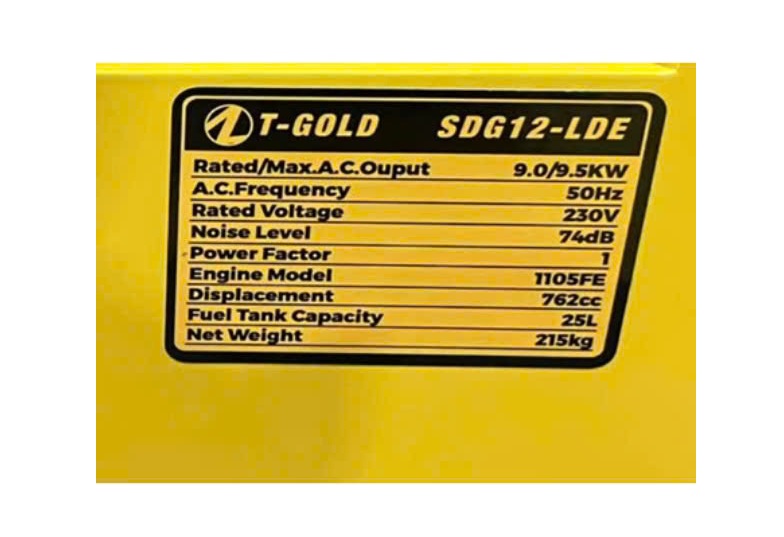 T-GOLD SDG12-LDE
Rated/Max.A.C.Ouput 9.0/9.5KW
A.C.Frequency 50Hz
Rated Voltage 230V
Noise Level 74dB
Power Factor 1
Engine Model 1105FE
Displacement 762cc
Fuel Tank Capacity 25L
Net Weight 215kg